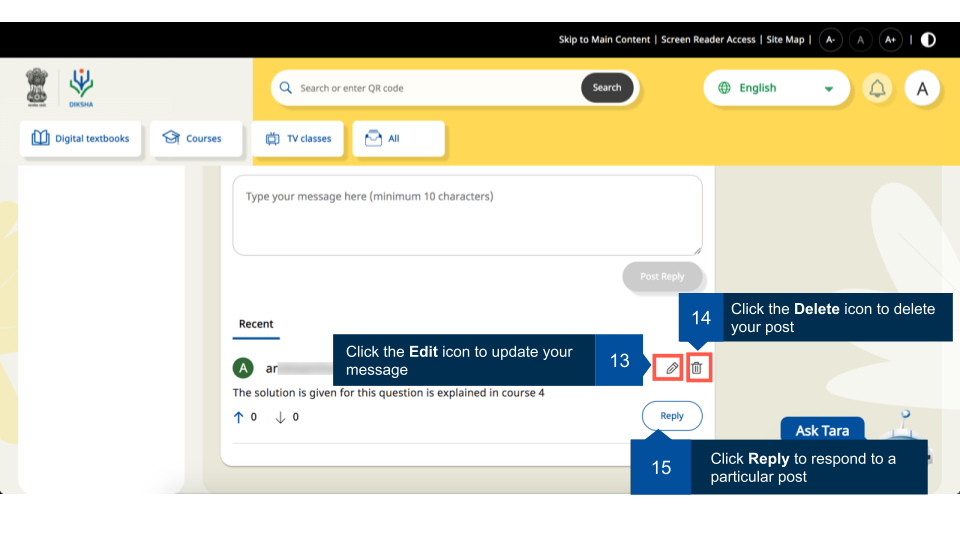 Skip to Main Content | Screen Reader Access | Site Map | A- A A+ |
DIKSHA
Search or enter QR code
Search
English
A
Digital textbooks
Courses
TV classes
All
Type your message here (minimum 10 characters)
Post Reply
14
Click the Delete icon to delete
your post
Recent
Click the Edit icon to update your
message
13
A ar
The solution is given for this question is explained in course 4
0 0
Reply
Ask Tara
15
Click Reply to respond to a
particular post